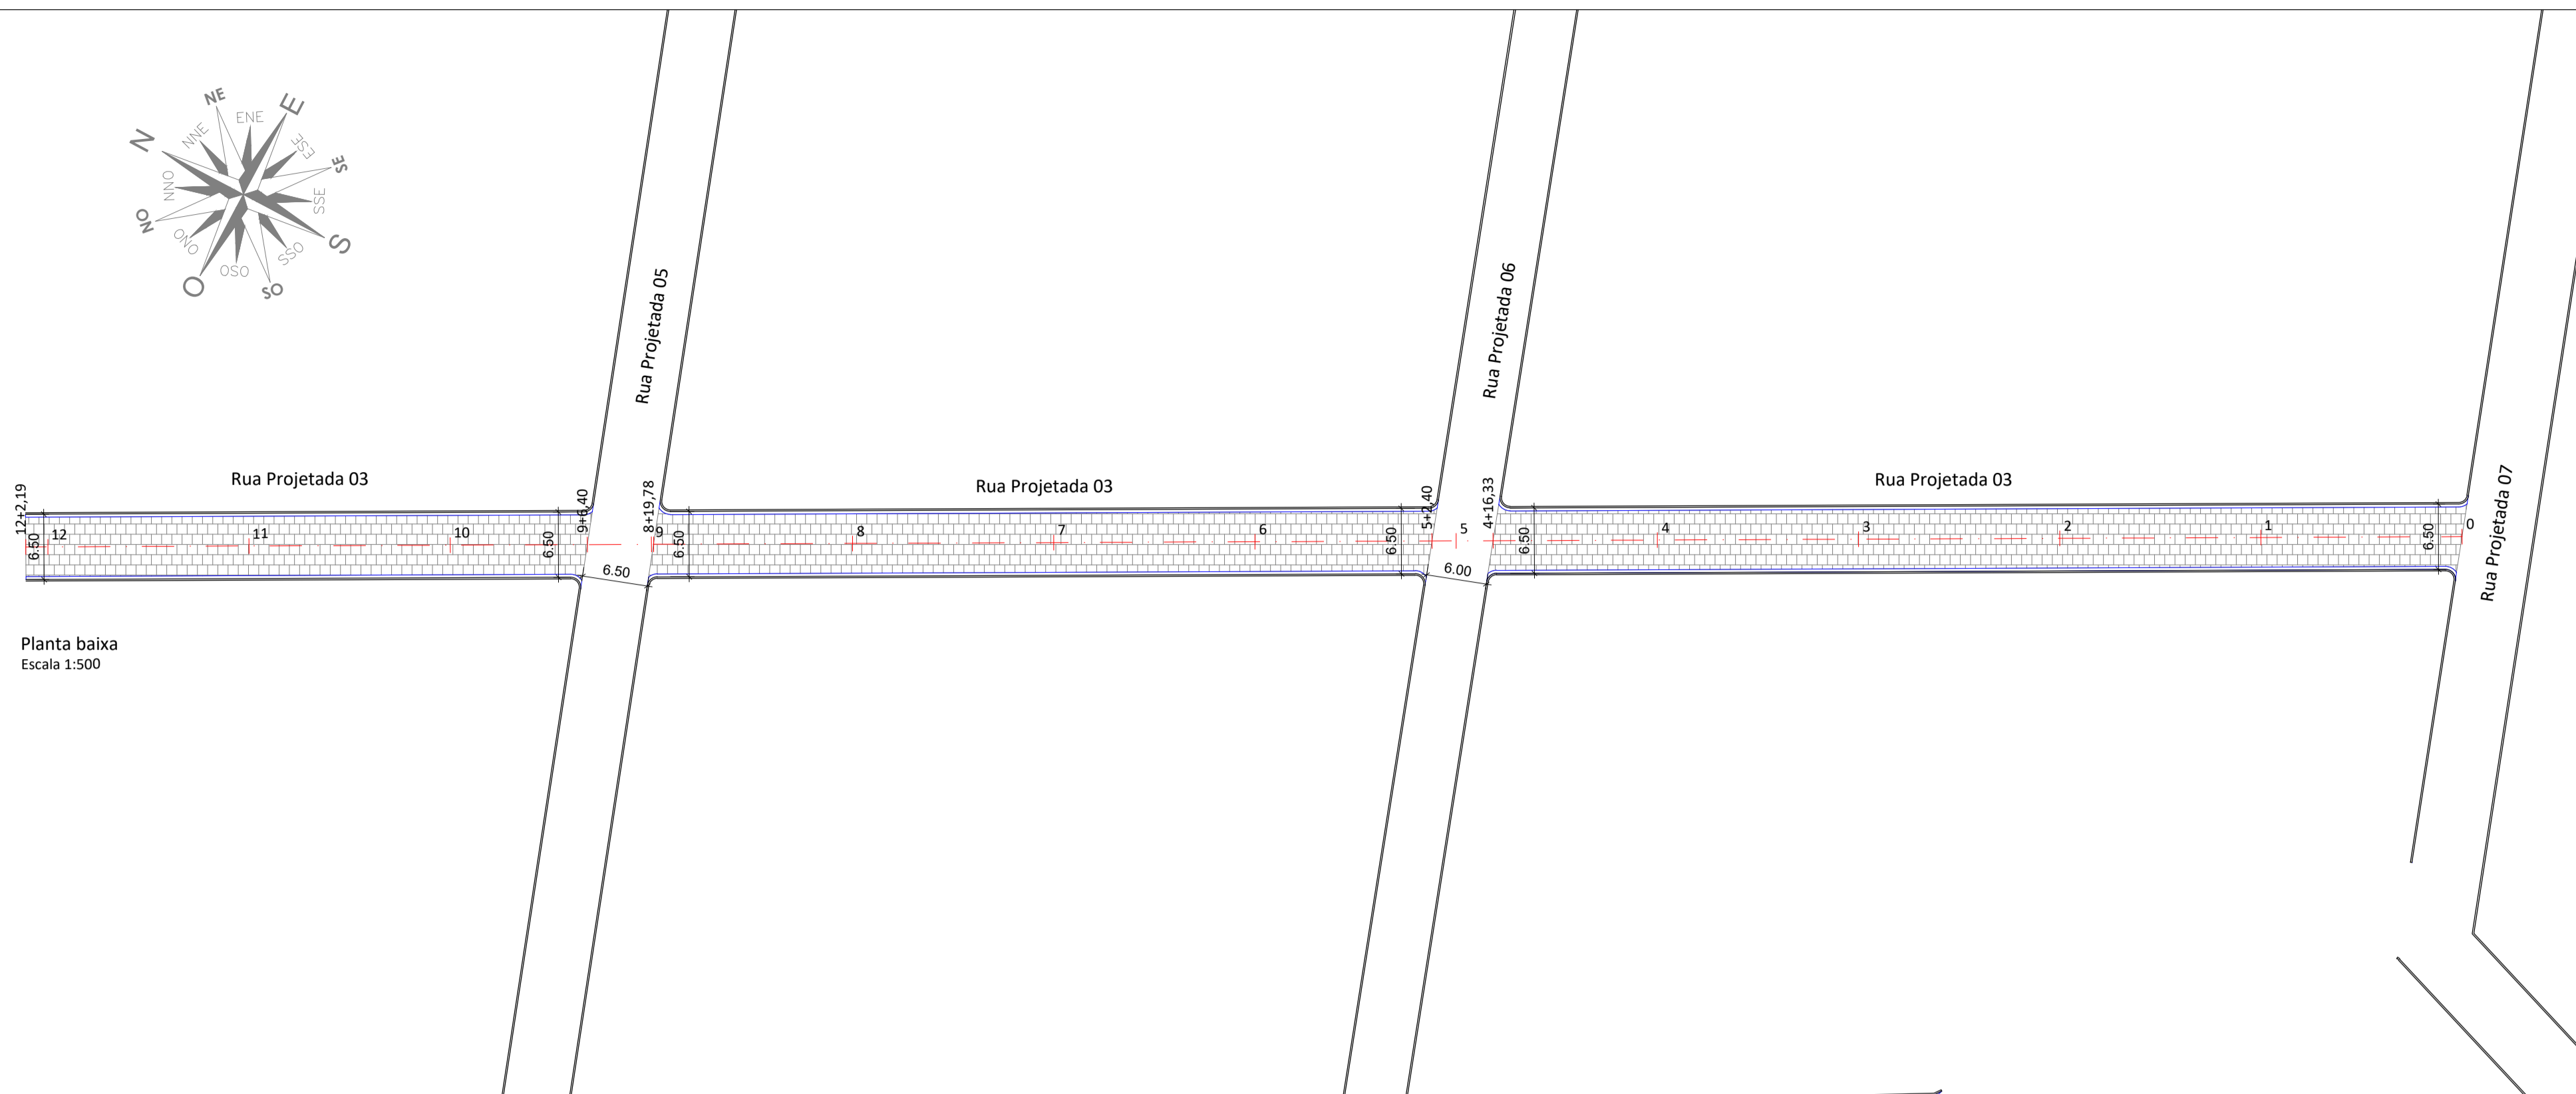 NE
E
ENE
NNE
N
ESE
SE
NNO
SSE
NO
ONO
SSO
S
OSO
O
SO
Rua Projetada 05
Rua Projetada 06
Rua Projetada 07
Rua Projetada 03
Rua Projetada 03
Rua Projetada 03
12+2,19
9+6,40
8+19,78
5+2,40
4+16,33
12
11
10
9
8
7
6
5
4
3
2
1
0
6.50
6.50
6.50
6.50
6.50
6.50
6.50
6.00
Planta baixa
Escala 1:500